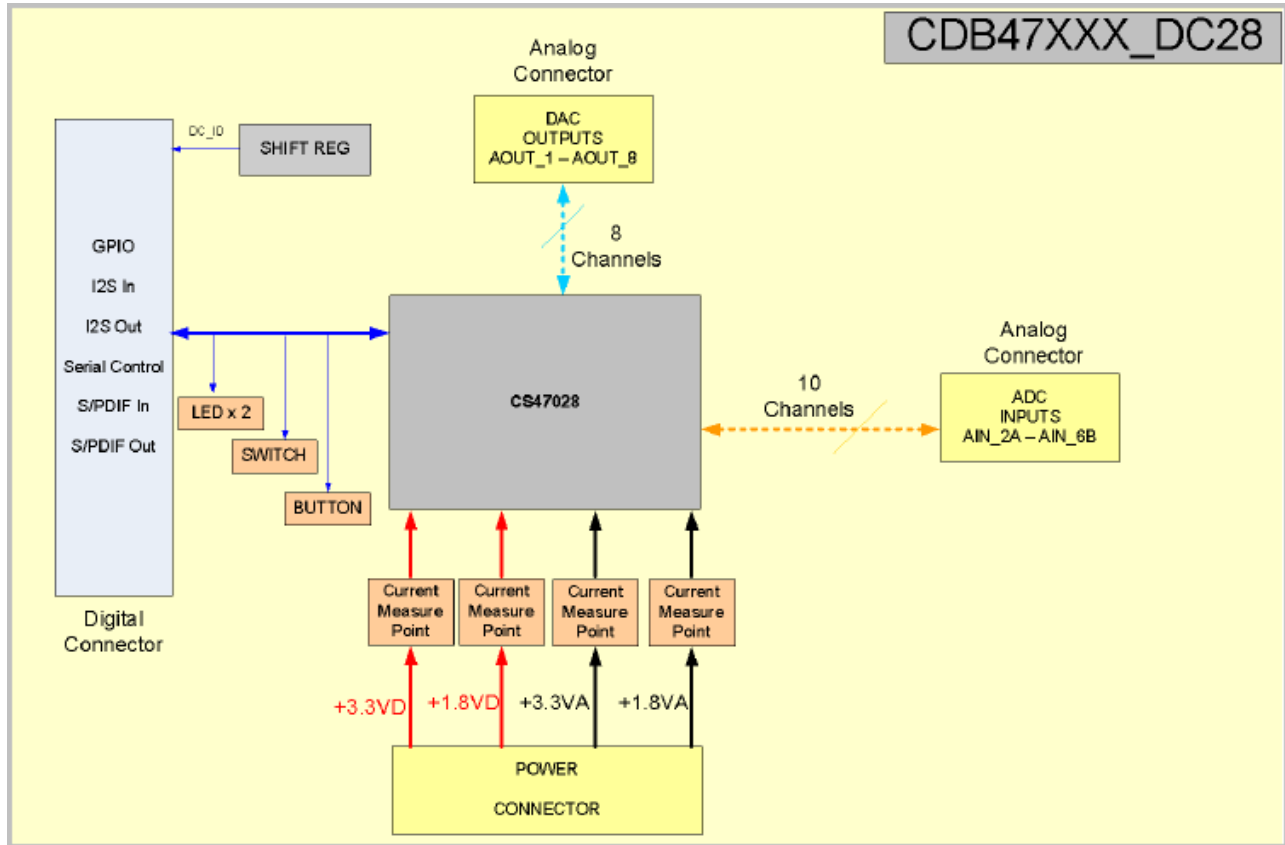 CDB47XXX_DC28
Analog
Connector
DAC
OUTPUTS
AOUT_1 – AOUT_8
DC_ID
SHIFT REG
8
Channels
GPIO
I2S In
I2S Out
Serial Control
S/PDIF In
S/PDIF Out
LED x 2
SWITCH
BUTTON
CS47028
10
Channels
Analog
Connector
ADC
INPUTS
AIN_2A – AIN_6B
Digital
Connector
Current
Measure
Point
Current
Measure
Point
Current
Measure
Point
Current
Measure
Point
+3.3VD
+1.8VD
+3.3VA
+1.8VA
POWER
CONNECTOR